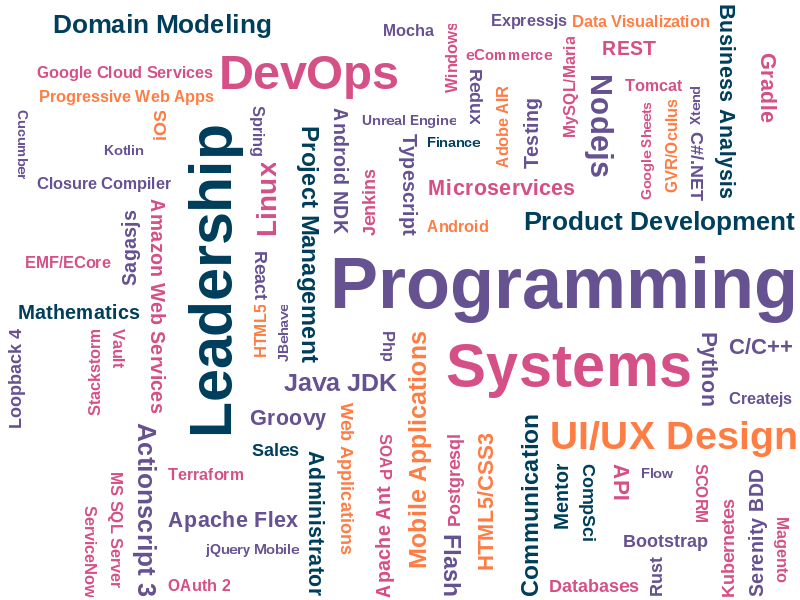 Domain Modeling
Mocha
Windows
Expressjs
Data Visualization
Business Analysis
Google Cloud Services
DevOps
eCommerce
MySQL/Maria
REST
Gradle
Progressive Web Apps
Redux
Adobe AIR
Testing
Nodejs
Tomcat
Xtend
Cucumber
iOS
Spring
Android NDK
Unreal Engine
Google Sheets
GVR/Oculus
C#/.NET
Kotlin
Leadership
Project Management
Typescript
Finance
Closure Compiler
Linux
Jenkins
Microservices
Amazon Web Services
Sagasjs
Android
Product Development
EMF/ECore
React
Programming
Mathematics
HTML5
JBehave
Loopback 4
Stackstorm
Vault
Php
Mobile Applications
Systems
Python
C/C++
Java JDK
Createjs
Groovy
Web Applications
UI/UX Design
Actionscript 3
Sales
Administrator
SOAP
Apache Ant
Postgresql
HTML5/CSS3
Communication
Mentor
CompSci
API
Flow
SCORM
Serenity BDD
Terraform
MS SQL Server
ServiceNow
Apache Flex
Flash
Bootstrap
Kubernetes
Magento
jQuery Mobile
Rust
OAuth 2
Databases